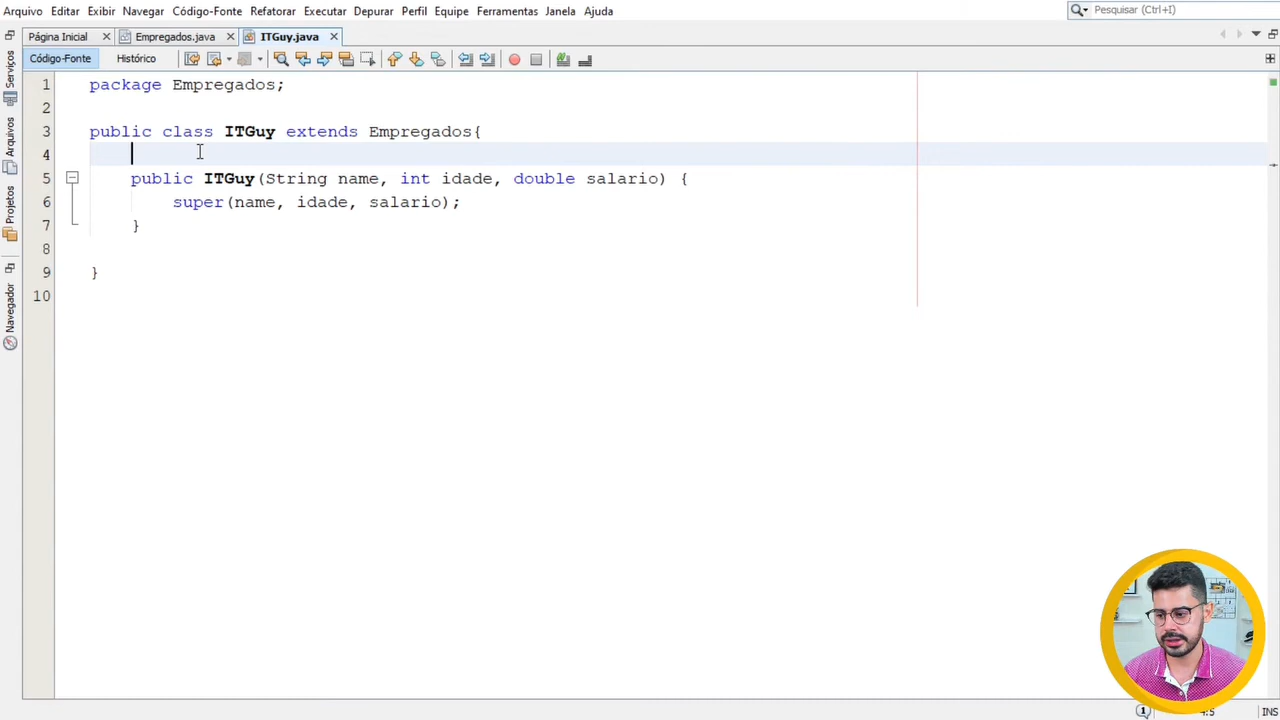 Arquivo Editar Exibir Navegar Código-Fonte Refatorar Executar Depurar Perfil Equipe Ferramentas Janela Ajuda
Pesquisar (Ctrl+I)
Página Inicial Empregados.java ITGuy.java
Código-Fonte Histórico
Serviços
Arquivos
Projetos
Navegador
1 package Empregados;
2
3 public class ITGuy extends Empregados{
4
5 public ITGuy(String name, int idade, double salario) {
6 super(name, idade, salario);
7 }
8
9 }
10
1 4:5 INS